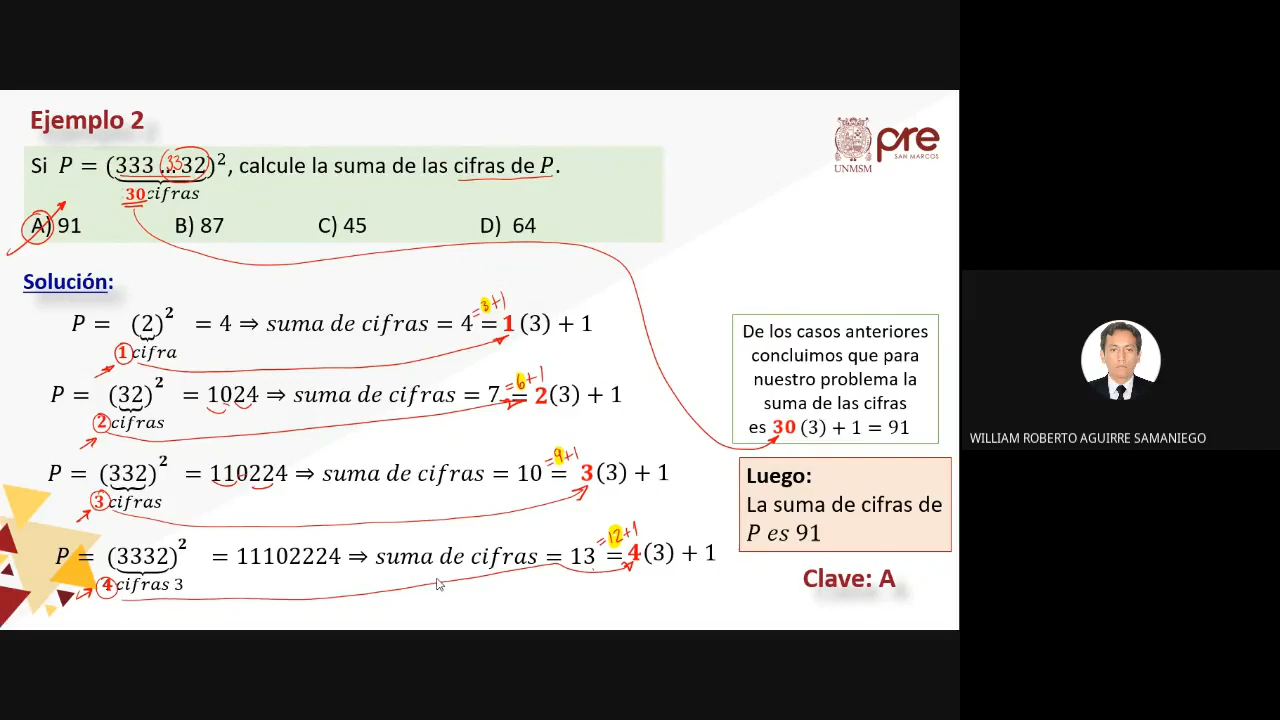 Ejemplo 2
Si P = (333 ...3332)², calcule la suma de las cifras de P.
30 cifras
A) 91 B) 87 C) 45 D) 64
UNMSM
pre
SAN MARCOS
Solución:
P = (2)² = 4 ⇒ suma de cifras = 4 = 1 (3) + 1
=3+1
1 cifra
P = (32)² = 1024 ⇒ suma de cifras = 7 = 2(3) + 1
=6+1
2 cifras
P = (332)² = 110224 ⇒ suma de cifras = 10 = 3(3) + 1
=9+1
3 cifras
P = (3332)² = 11102224 ⇒ suma de cifras = 13 = 4(3) + 1
=12+1
4 cifras 3
De los casos anteriores
concluimos que para
nuestro problema la
suma de las cifras
es 30 (3) + 1 = 91
Luego:
La suma de cifras de
P es 91
Clave: A
WILLIAM ROBERTO AGUIRRE SAMANIEGO